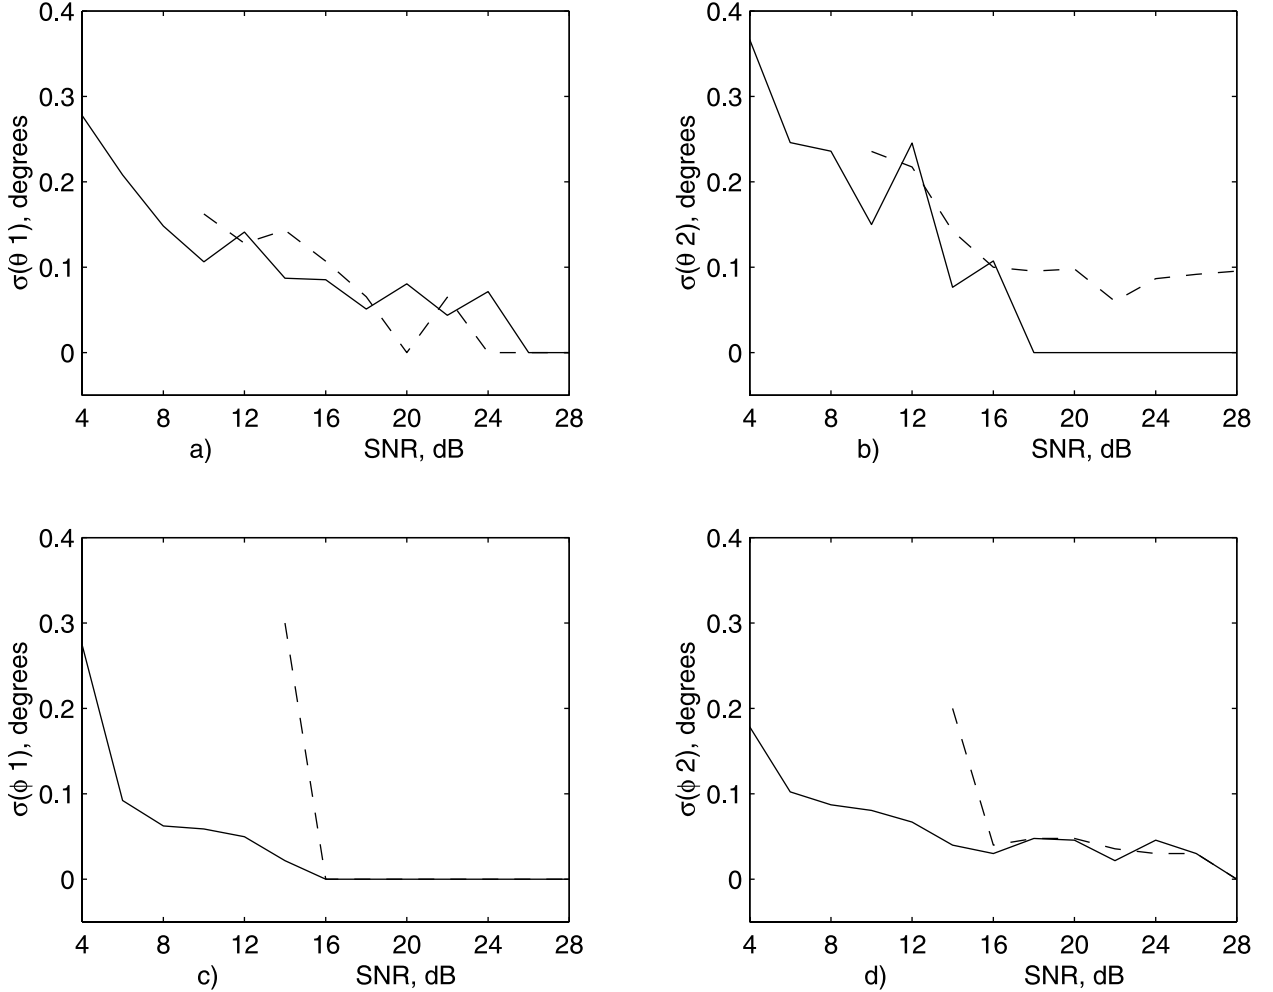 0.4
0.3
0.2
0.1
0
σ(θ 1), degrees
4 8 12 16 20 24 28
a) SNR, dB
0.4
0.3
0.2
0.1
0
σ(θ 2), degrees
4 8 12 16 20 24 28
b) SNR, dB
0.4
0.3
0.2
0.1
0
σ(ϕ 1), degrees
4 8 12 16 20 24 28
c) SNR, dB
0.4
0.3
0.2
0.1
0
σ(ϕ 2), degrees
4 8 12 16 20 24 28
d) SNR, dB